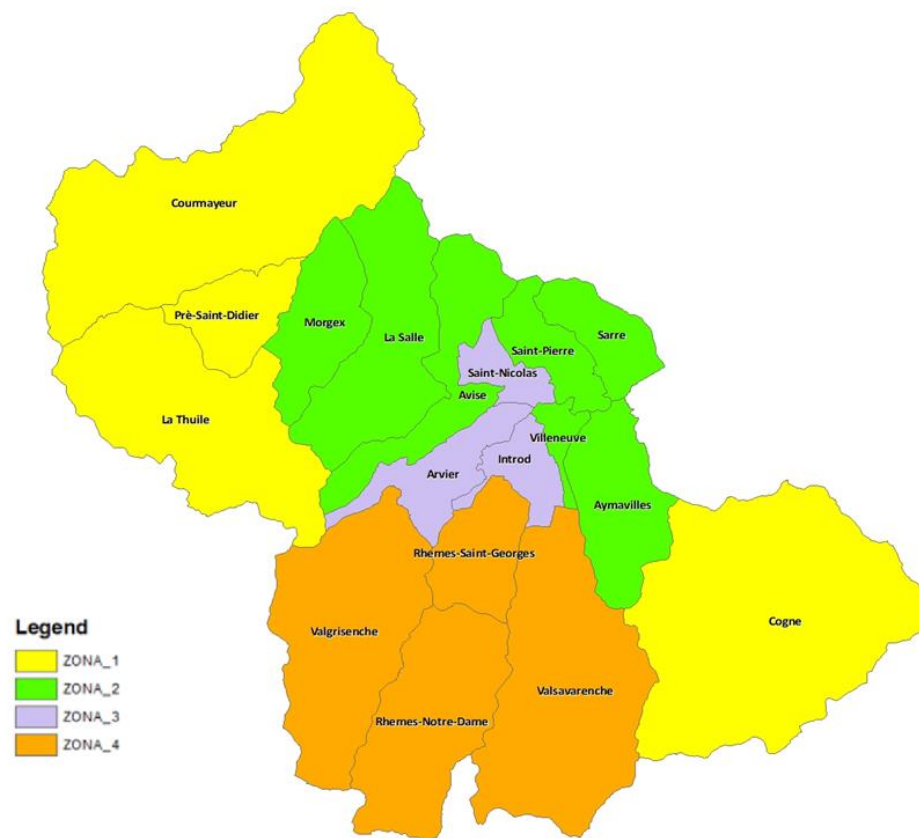 Courmayeur
Prè-Saint-Didier
Morgex
La Salle
Sarre
Saint-Pierre
Saint-Nicolas
Avise
La Thuile
Villeneuve
Introd
Arvier
Aymavilles
Rhemes-Saint-Georges
Cogne
Valgrisenche
Valsavarenche
Rhemes-Notre-Dame
Legend
ZONA_1
ZONA_2
ZONA_3
ZONA_4